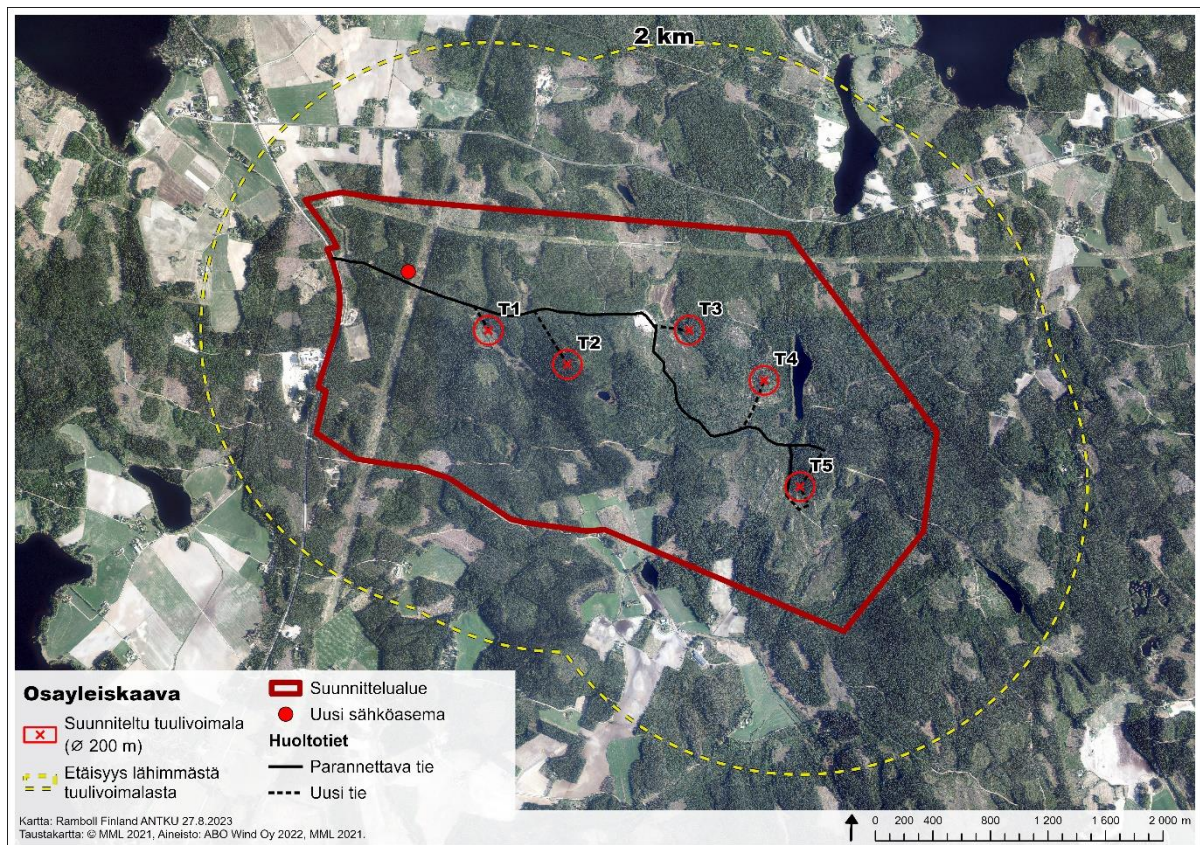 2 km
T1
T2
T3
T4
T5
Osayleiskaava
Suunniteltu tuulivoimala
(Ø 200 m)
Etäisyys lähimmästä
tuulivoimalasta
Suunnittelualue
Uusi sähköasema
Huoltotiet
Parannettava tie
Uusi tie
Kartta: Ramboll Finland ANTKU 27.8.2023
Taustakartta: © MML 2021, Aineisto: ABO Wind Oy 2022, MML 2021.
0 200 400 800 1 200 1 600 2 000 m